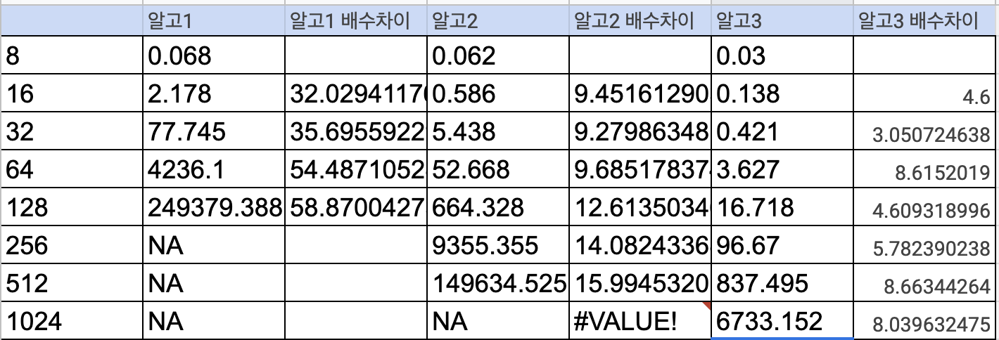 알고1 알고1 배수차이 알고2 알고2 배수차이 알고3 알고3 배수차이
8 0.068 0.062 0.03
16 2.178 32.02941176 0.586 9.45161290 0.138 4.6
32 77.745 35.69559229 5.438 9.27986348 0.421 3.050724638
64 4236.1 54.4871052 52.668 9.68517837 3.627 8.6152019
128 249379.388 58.8700427 664.328 12.6135034 16.718 4.609318996
256 NA 9355.355 14.0824336 96.67 5.782390238
512 NA 149634.525 15.9945320 837.495 8.66344264
1024 NA NA #VALUE! 6733.152 8.039632475